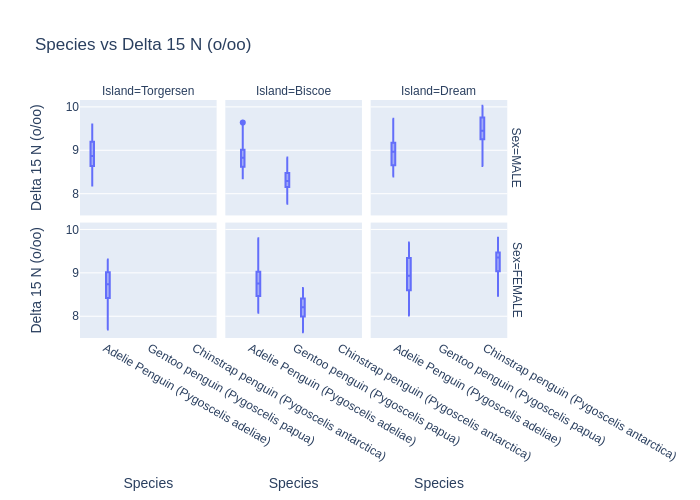 Species vs Delta 15 N (o/oo)
Island=Torgersen
Island=Biscoe
Island=Dream
Delta 15 N (o/oo)
10
9
8
Sex=MALE
Delta 15 N (o/oo)
10
9
8
Sex=FEMALE
Adelie Penguin (Pygoscelis adeliae)
Gentoo penguin (Pygoscelis papua)
Chinstrap penguin (Pygoscelis antarctica)
Adelie Penguin (Pygoscelis adeliae)
Gentoo penguin (Pygoscelis papua)
Chinstrap penguin (Pygoscelis antarctica)
Adelie Penguin (Pygoscelis adeliae)
Gentoo penguin (Pygoscelis papua)
Chinstrap penguin (Pygoscelis antarctica)
Species
Species
Species